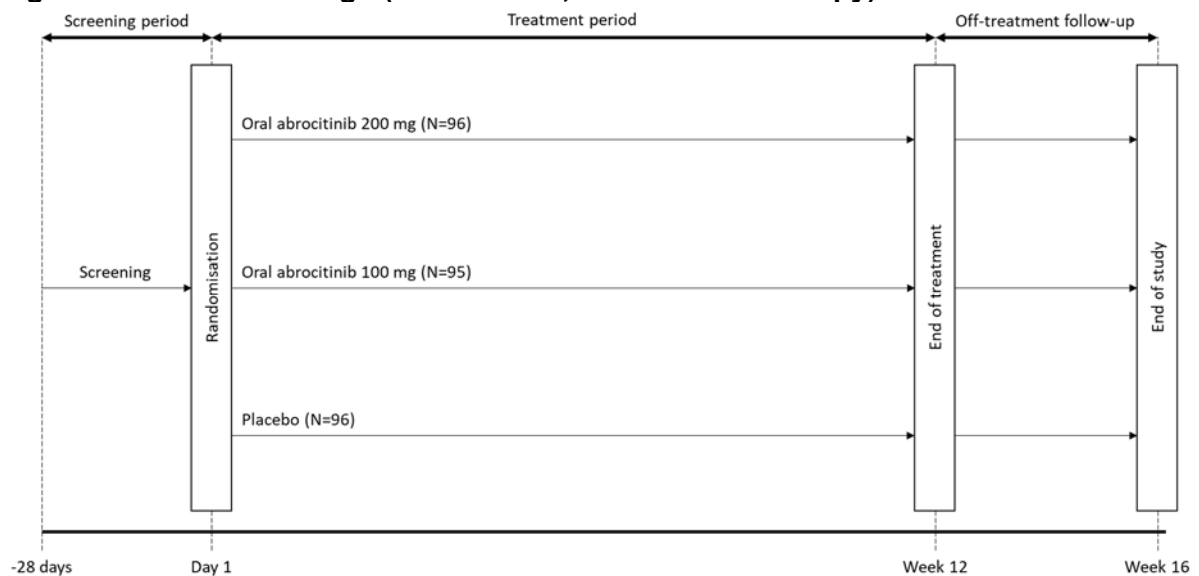 Screening period
Treatment period
Off-treatment follow-up
Oral abrocitinib 200 mg (N=96)
Screening
Randomisation
Oral abrocitinib 100 mg (N=95)
End of treatment
End of study
Placebo (N=96)
-28 days
Day 1
Week 12
Week 16